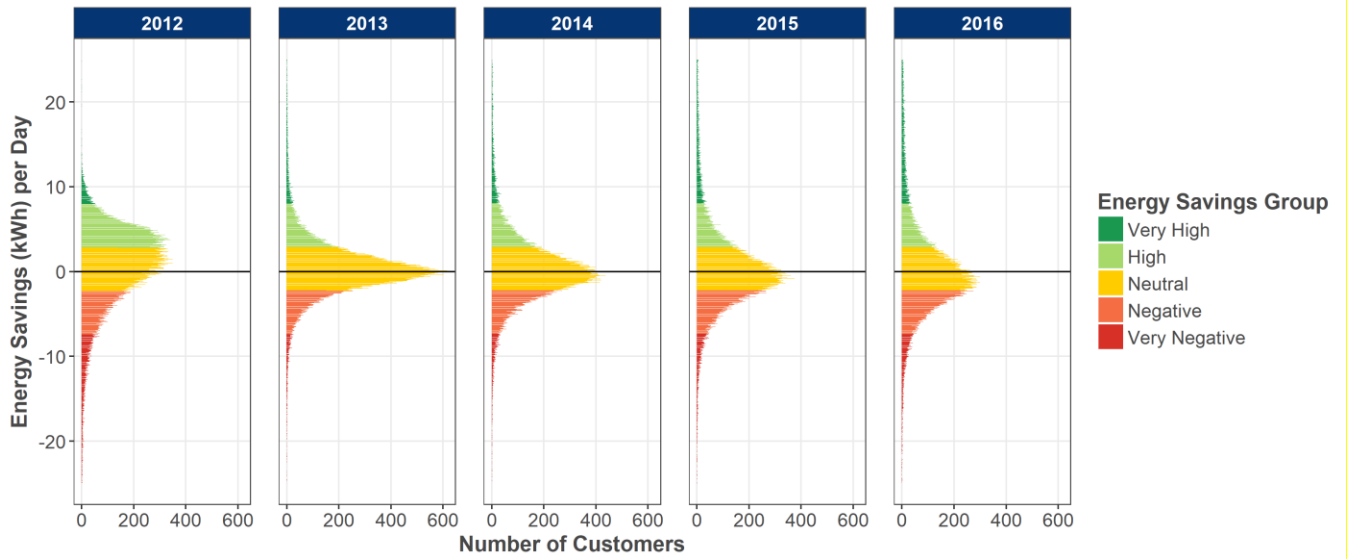 2012 2013 2014 2015 2016
Energy Savings (kWh) per Day
20
10
0
-10
-20
0 200 400 600 0 200 400 600 0 200 400 600 0 200 400 600 0 200 400 600
Number of Customers
Energy Savings Group
Very High
High
Neutral
Negative
Very Negative